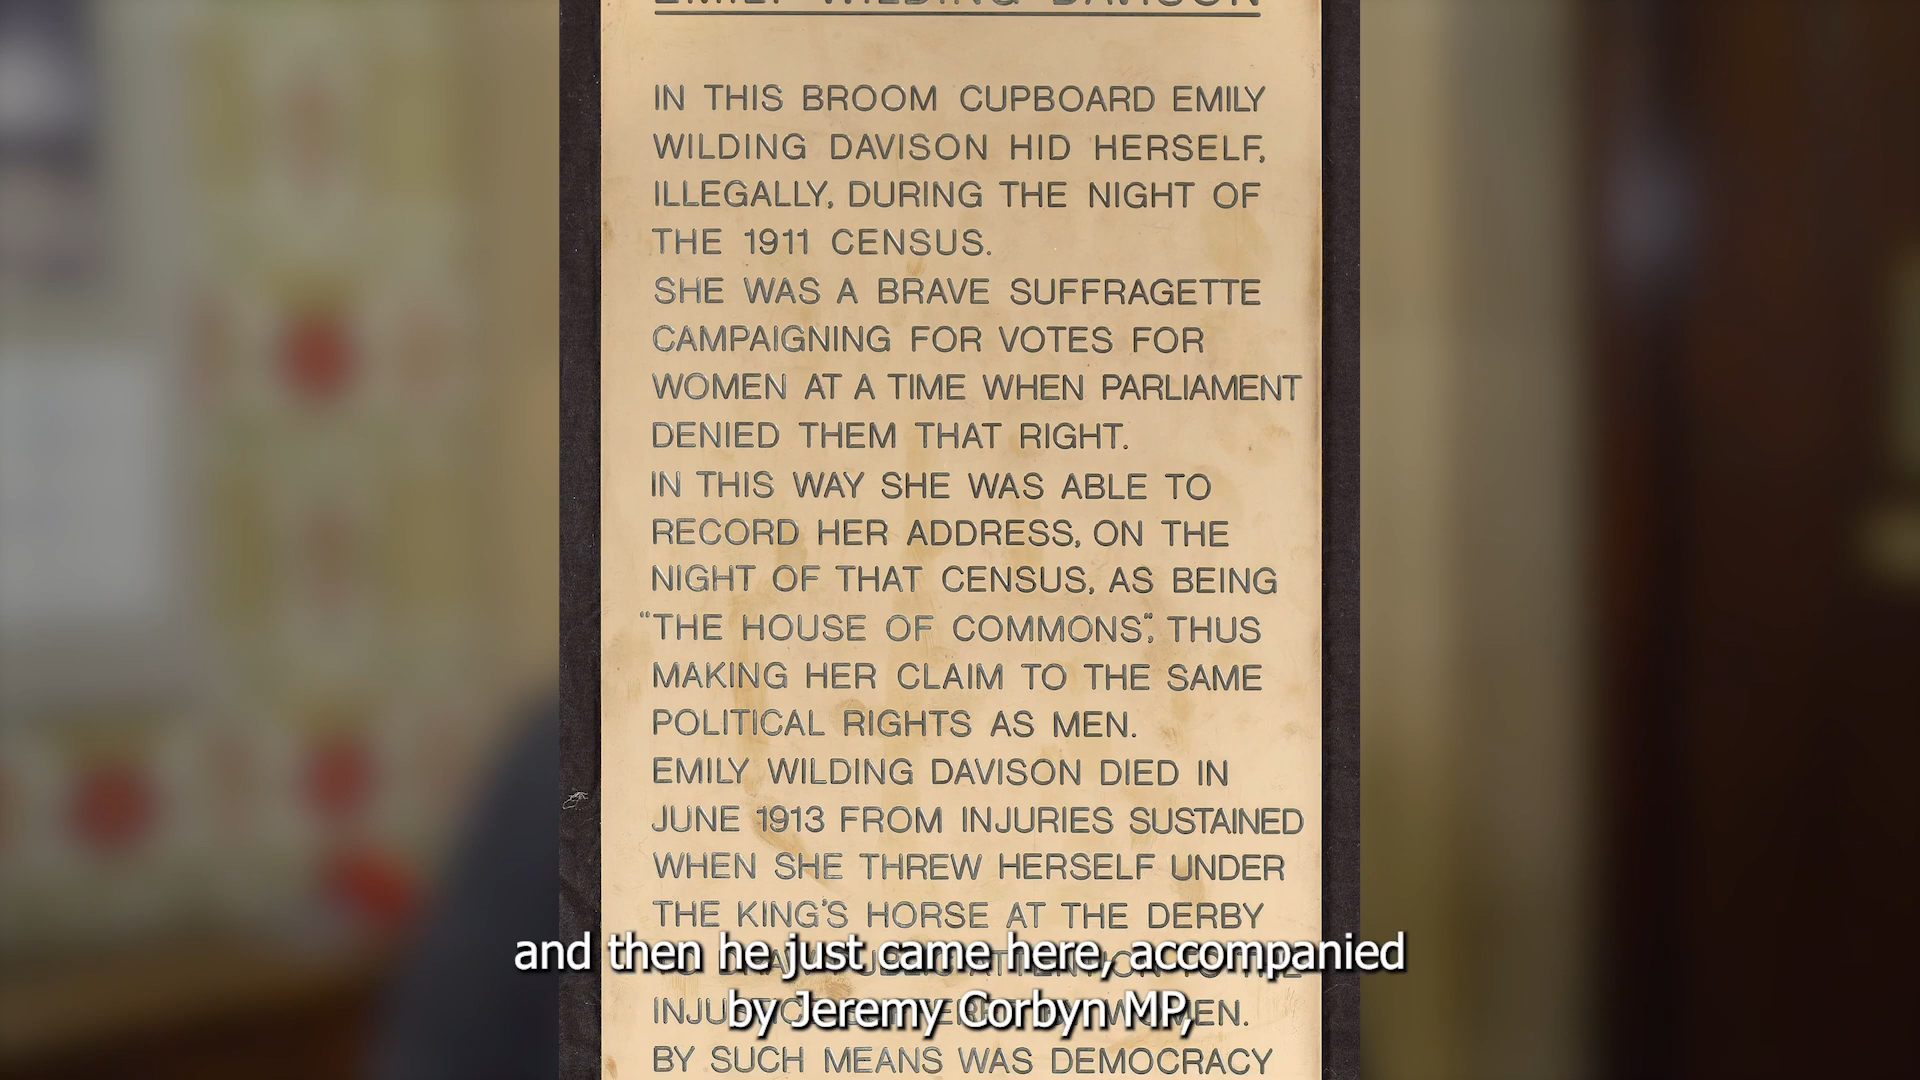 EMILY WILDING DAVISON
IN THIS BROOM CUPBOARD EMILY
WILDING DAVISON HID HERSELF,
ILLEGALLY, DURING THE NIGHT OF
THE 1911 CENSUS.
SHE WAS A BRAVE SUFFRAGETTE
CAMPAIGNING FOR VOTES FOR
WOMEN AT A TIME WHEN PARLIAMENT
DENIED THEM THAT RIGHT.
IN THIS WAY SHE WAS ABLE TO
RECORD HER ADDRESS, ON THE
NIGHT OF THAT CENSUS, AS BEING
“THE HOUSE OF COMMONS”, THUS
MAKING HER CLAIM TO THE SAME
POLITICAL RIGHTS AS MEN.
EMILY WILDING DAVISON DIED IN
JUNE 1913 FROM INJURIES SUSTAINED
WHEN SHE THREW HERSELF UNDER
THE KING'S HORSE AT THE DERBY
and then he just came here, accompanied
by Jeremy Corbyn MP,
BY SUCH MEANS WAS DEMOCRACY